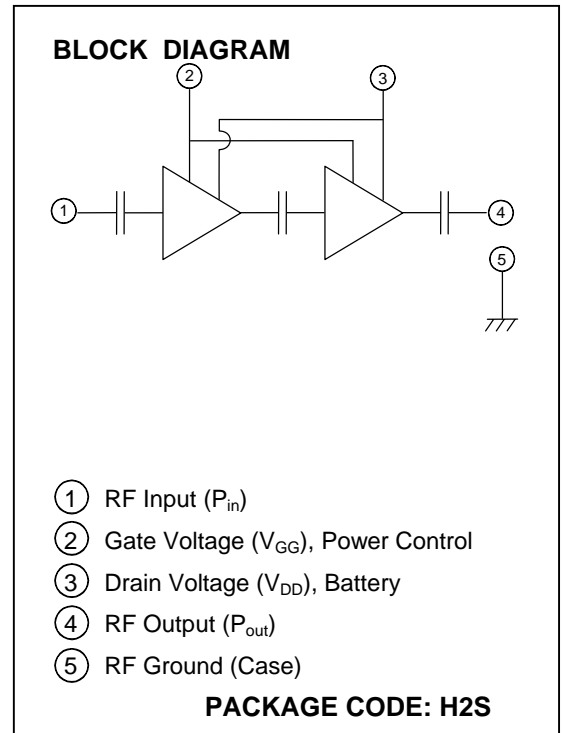 BLOCK DIAGRAM
2
3
1
4
5
1 RF Input (Pin)
2 Gate Voltage (VGG), Power Control
3 Drain Voltage (VDD), Battery
4 RF Output (Pout)
5 RF Ground (Case)
PACKAGE CODE: H2S